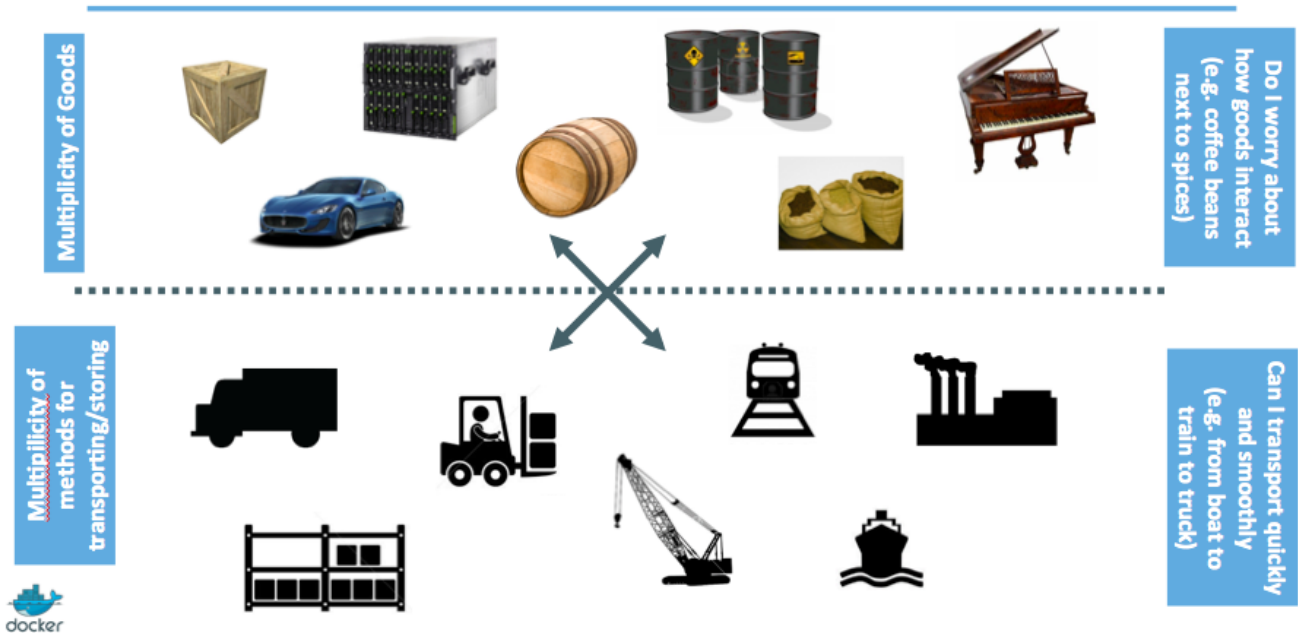 Multiplicity of Goods
Do I worry about
how goods interact
(e.g. coffee beans
next to spices)
Multipilicity of
methods for
transporting/storing
Can I transport quickly
and smoothly
(e.g. from boat to
train to truck)
docker